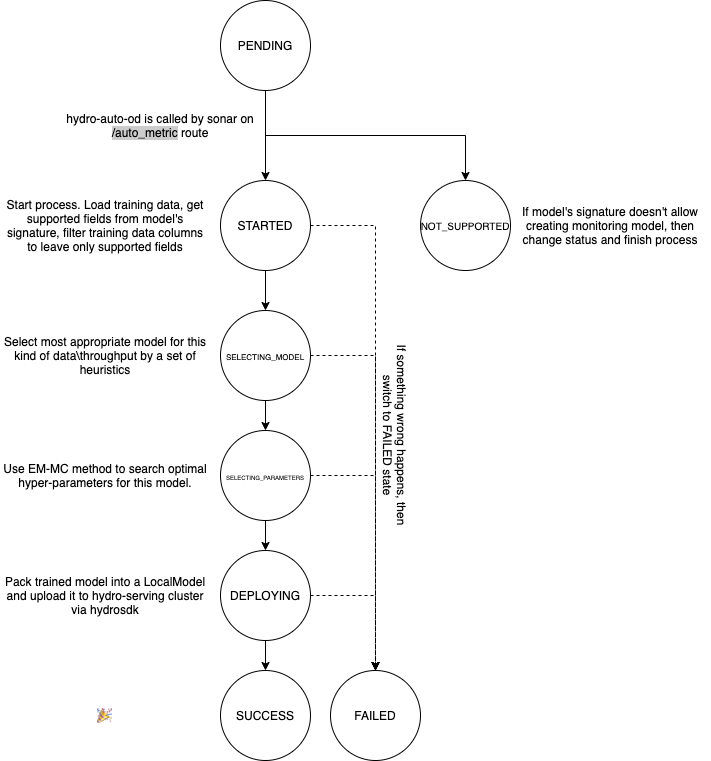 PENDING
hydro-auto-od is called by sonar on
/auto_metric route
Start process. Load training data, get
supported fields from model's
signature, filter training data columns
to leave only supported fields
STARTED
NOT_SUPPORTED
If model's signature doesn't allow
creating monitoring model, then
change status and finish process
Select most appropriate model for this
kind of data\throughput by a set of
heuristics
SELECTING_MODEL
If something wrong happens, then
switch to FAILED state
Use EM-MC method to search optimal
hyper-parameters for this model.
SELECTING_PARAMETERS
Pack trained model into a LocalModel
and upload it to hydro-serving cluster
via hydrosdk
DEPLOYING
SUCCESS
FAILED